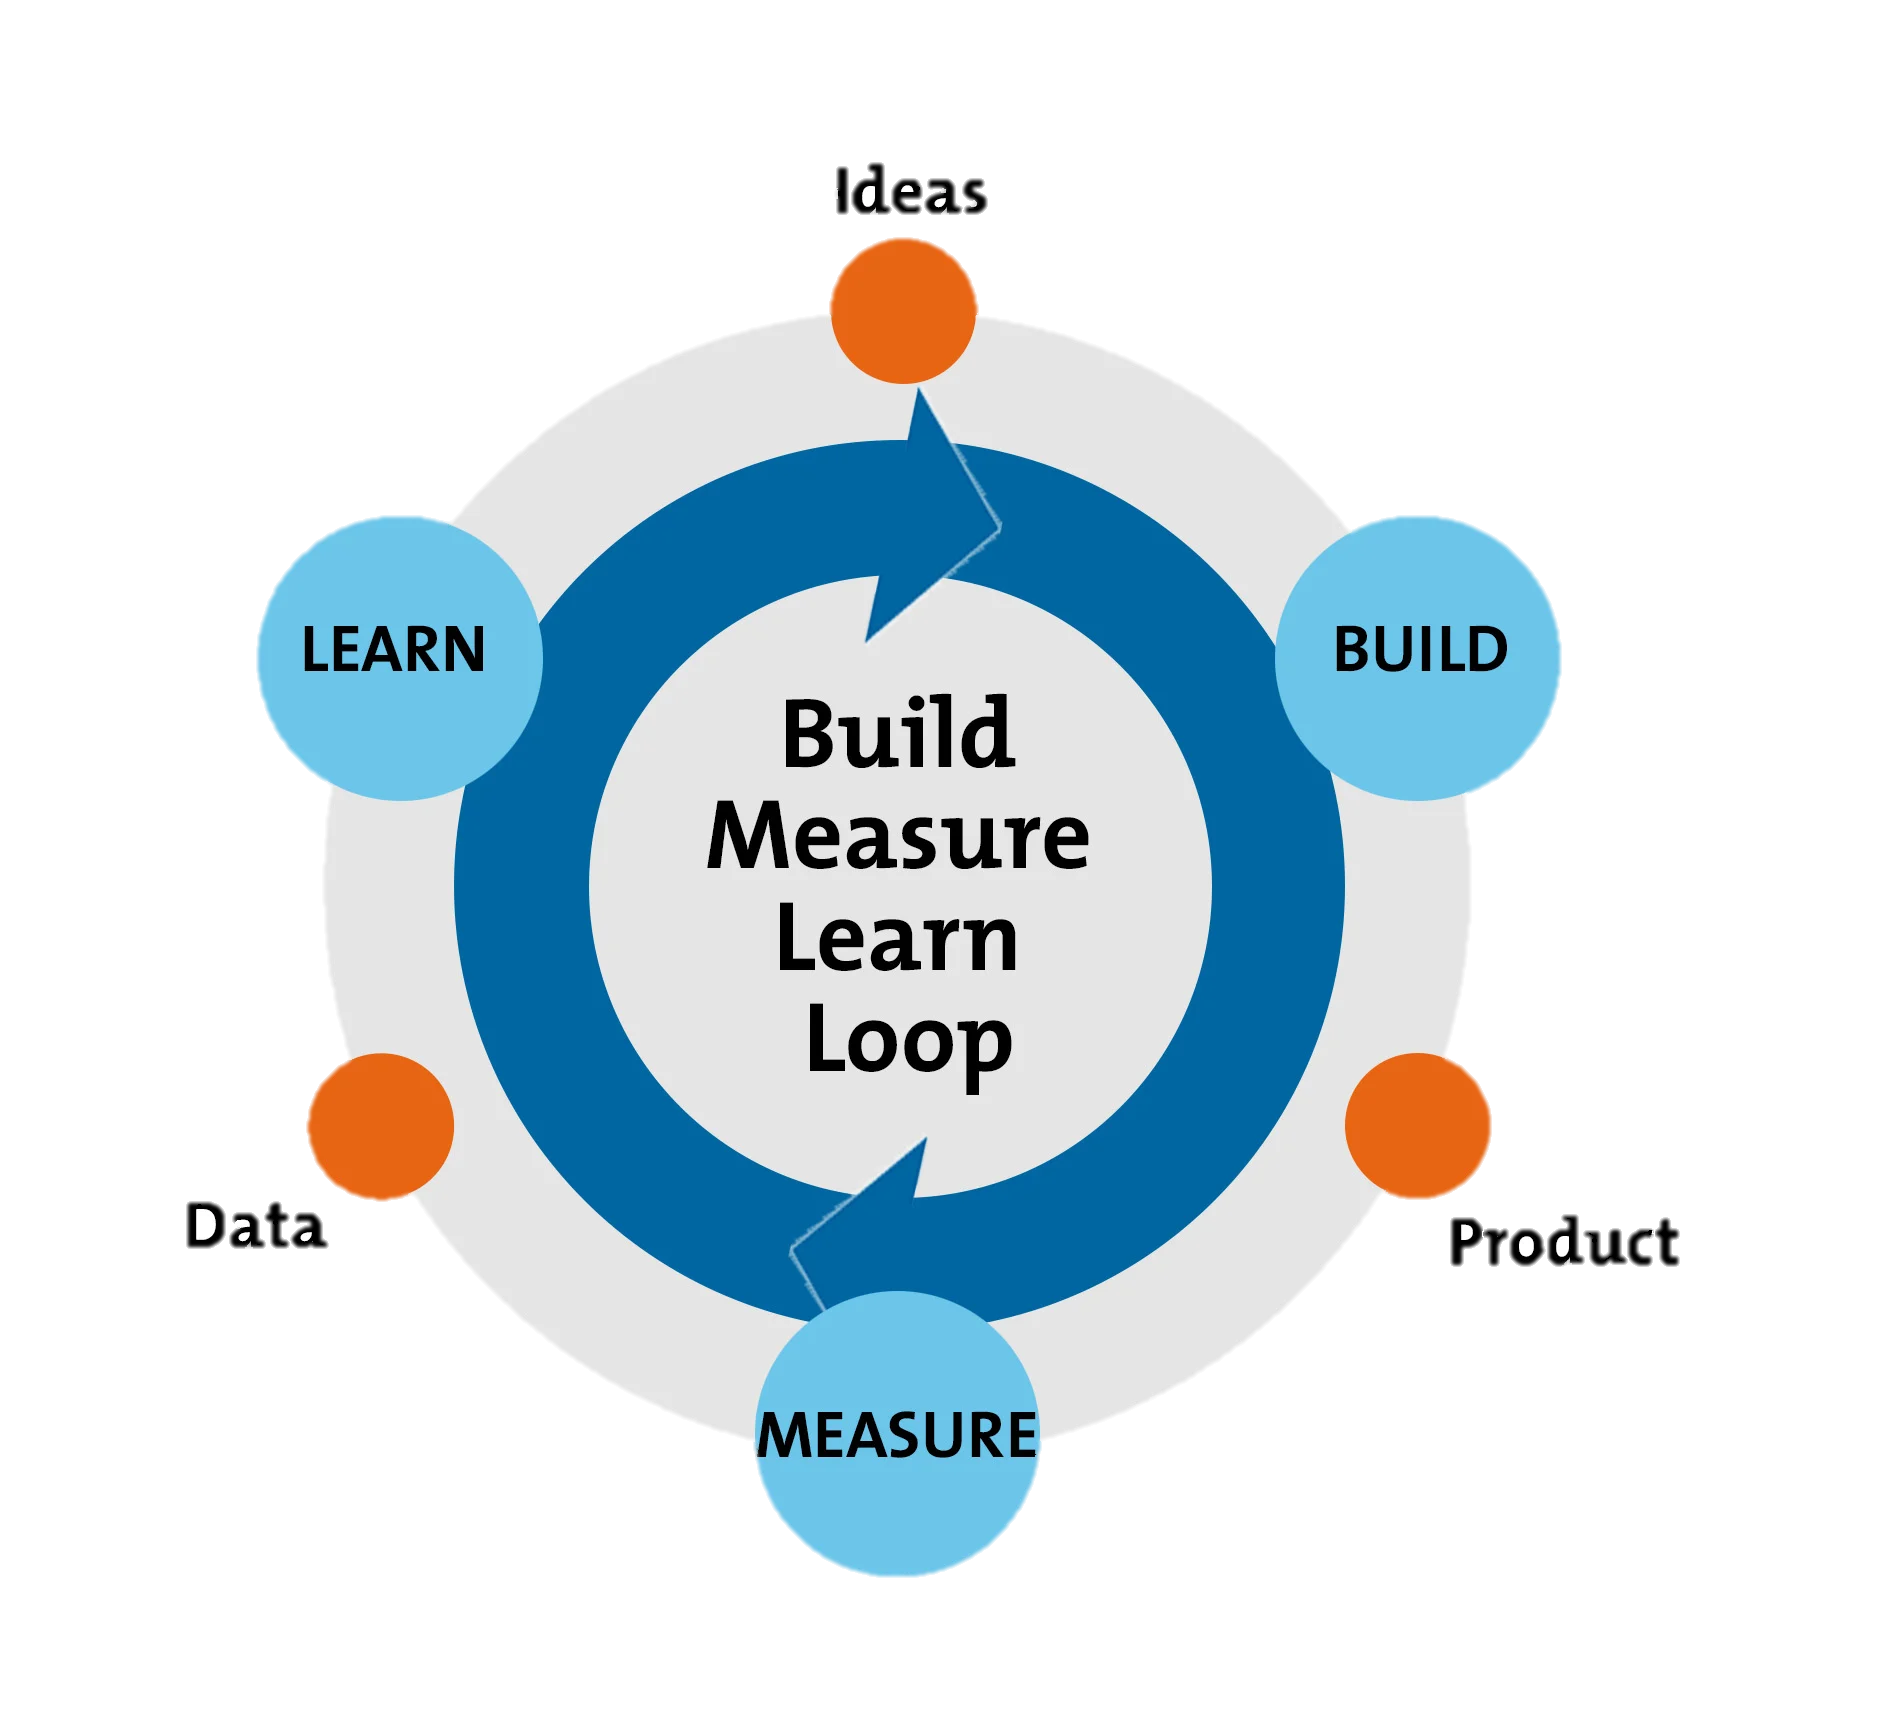 Ideas
LEARN
BUILD
Build
Measure
Learn
Loop
Data
Product
MEASURE